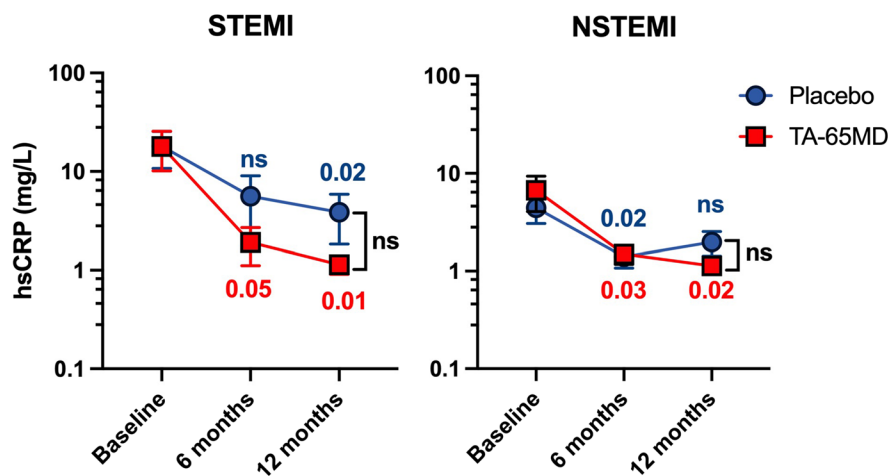 STEMI
NSTEMI
hsCRP (mg/L)
100
10
1
0.1
ns
0.02
ns
0.05
0.01
Baseline
6 months
12 months
100
10
1
0.1
0.02
ns
ns
0.03
0.02
Baseline
6 months
12 months
Placebo
TA-65MD